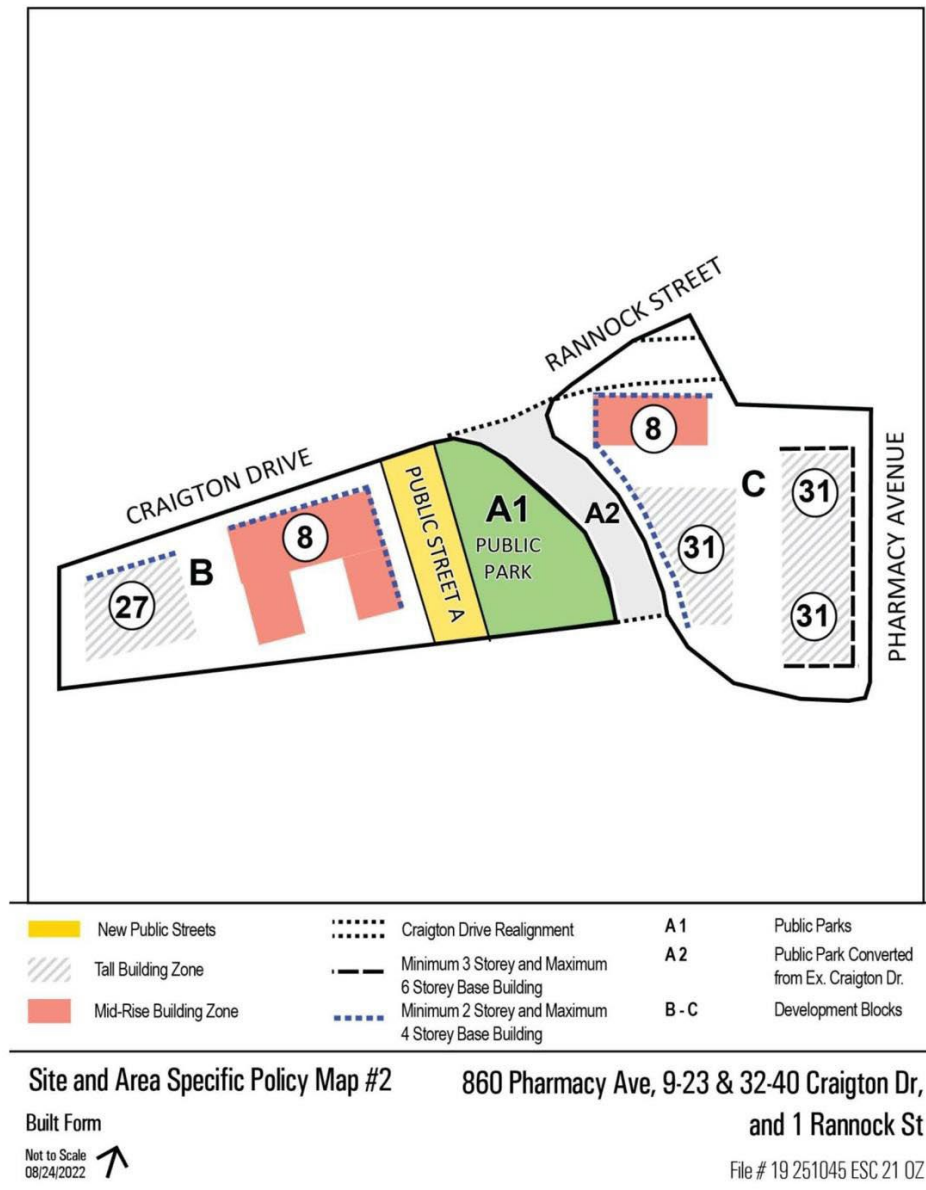 RANNOCK STREET
CRAIGTON DRIVE
PHARMACY AVENUE
PUBLIC STREET A
A1
PUBLIC
PARK
A2
B
C
27
8
8
31
31
31
New Public Streets
Tall Building Zone
Mid-Rise Building Zone
Craigton Drive Realignment
Minimum 3 Storey and Maximum
6 Storey Base Building
Minimum 2 Storey and Maximum
4 Storey Base Building
A 1 Public Parks
A 2 Public Park Converted
from Ex. Craigton Dr.
B - C Development Blocks
Site and Area Specific Policy Map #2
Built Form
Not to Scale
08/24/2022
860 Pharmacy Ave, 9-23 & 32-40 Craigton Dr,
and 1 Rannock St
File # 19 251045 ESC 21 OZ